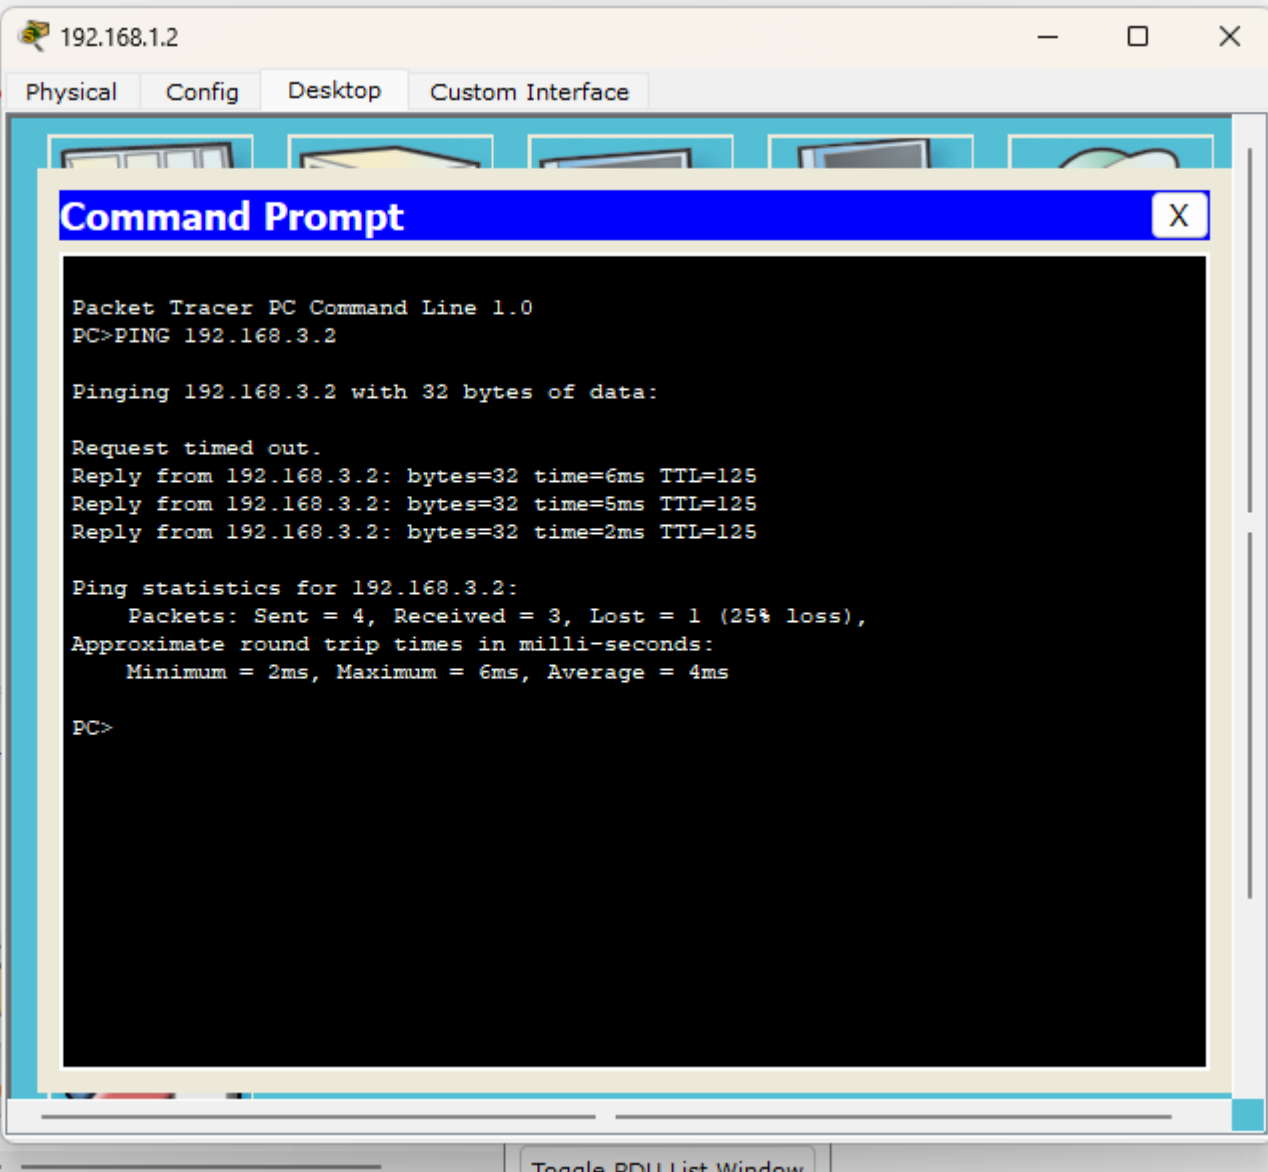 192.168.1.2
Physical Config Desktop Custom Interface
Command Prompt X
Packet Tracer PC Command Line 1.0
PC>PING 192.168.3.2
Pinging 192.168.3.2 with 32 bytes of data:
Request timed out.
Reply from 192.168.3.2: bytes=32 time=6ms TTL=125
Reply from 192.168.3.2: bytes=32 time=5ms TTL=125
Reply from 192.168.3.2: bytes=32 time=2ms TTL=125
Ping statistics for 192.168.3.2:
Packets: Sent = 4, Received = 3, Lost = 1 (25% loss),
Approximate round trip times in milli-seconds:
Minimum = 2ms, Maximum = 6ms, Average = 4ms
PC>
Toggle PDU List Window